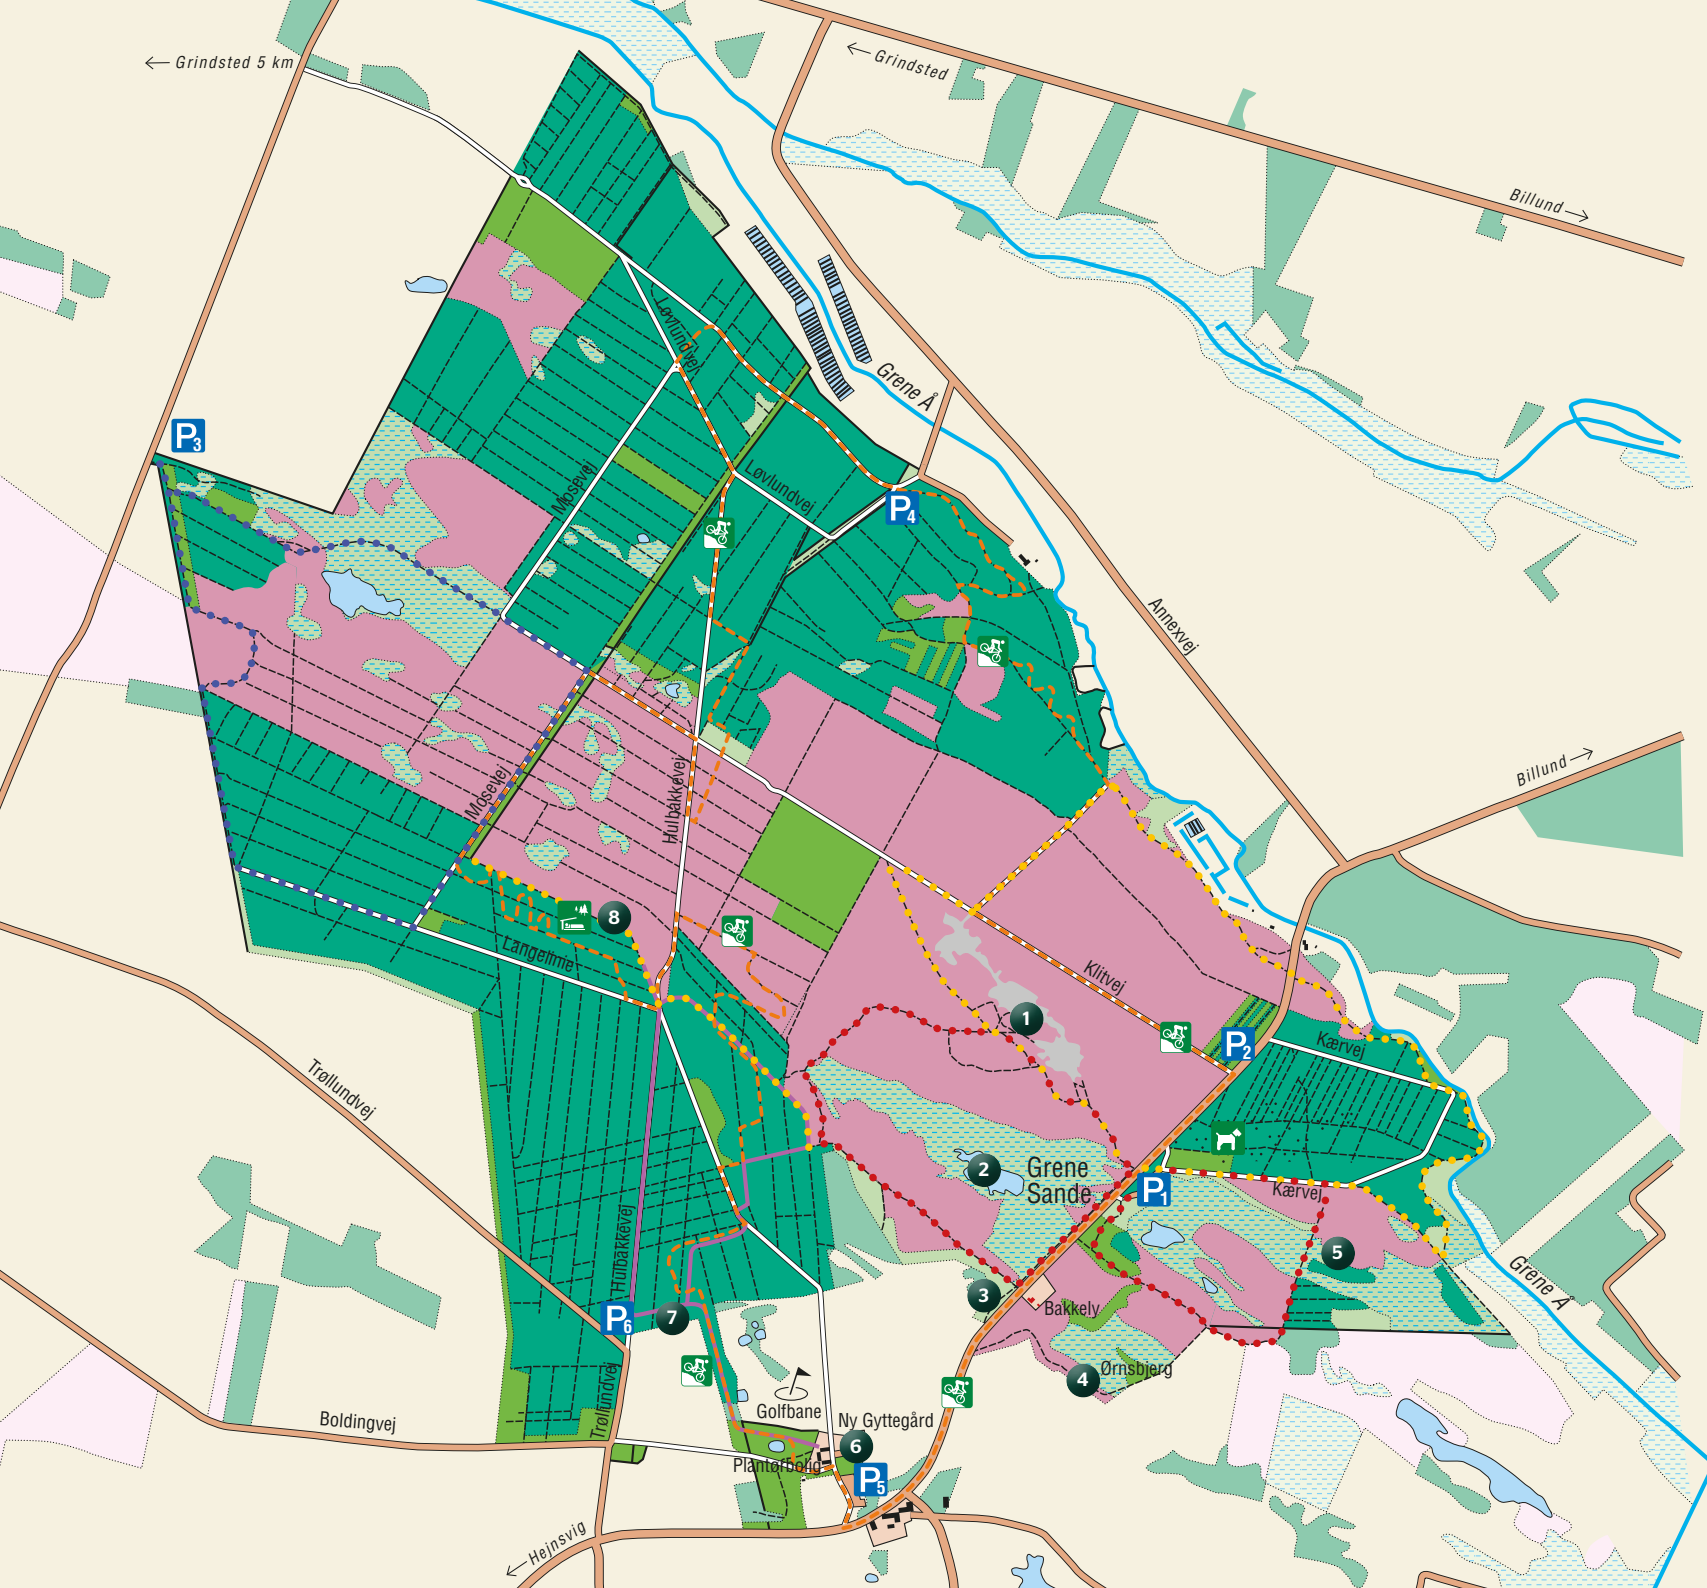 ← Grindsted 5 km
← Grindsted
Billund →
Løvlundvej
Grene Å
P3
Mosevej
Løvlundvej
P4
Annexvej
Billund →
Mosevej
Hulbakkevej
8
Langelinie
Klitvej
1
P2
Kærvej
Trøllundvej
2
Grene
Sande
P1
Kærvej
5
Hulbakkevej
Grene Å
3
Bakkely
P6
7
4
Ørnsbjerg
Trøllundvej
Boldingvej
Golfbane
Ny Gyttegård
6
Plantørbolig
P5
← Hejnsvig